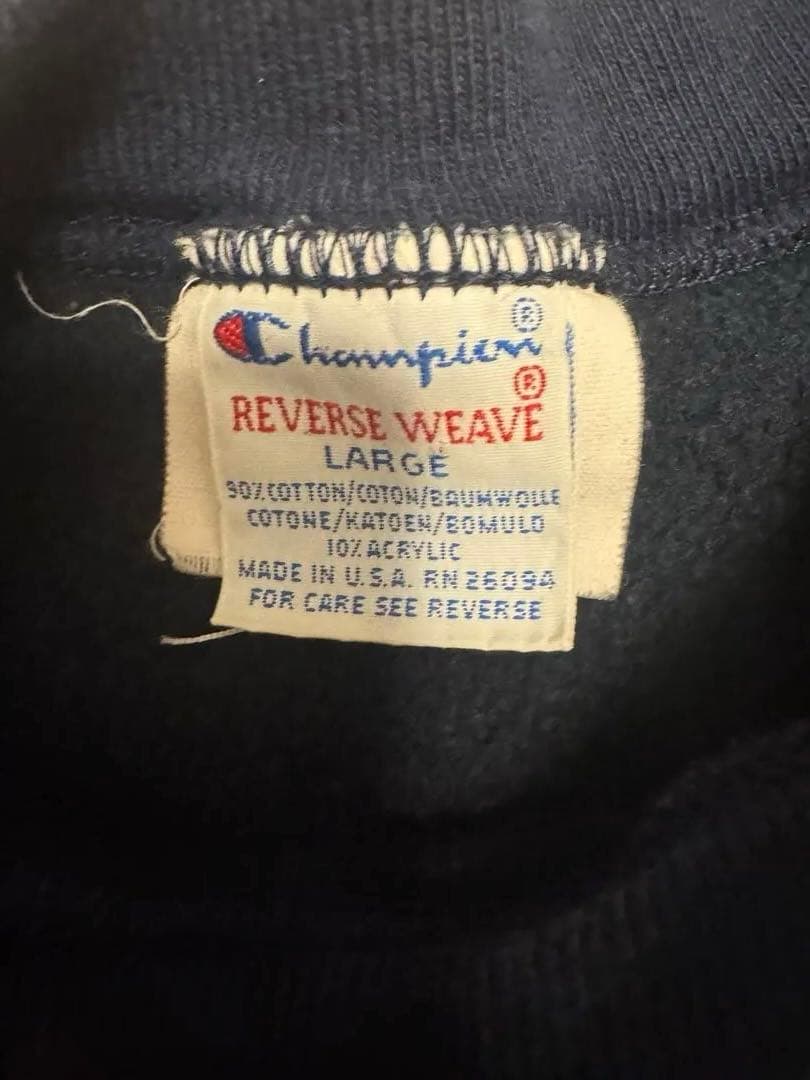 Champion®
REVERSE WEAVE®
LARGE
90% COTTON/COTON/BAUMWOLLE
COTONE/KATOEN/BOMULD
10% ACRYLIC
MADE IN U.S.A. RN 26094
FOR CARE SEE REVERSE